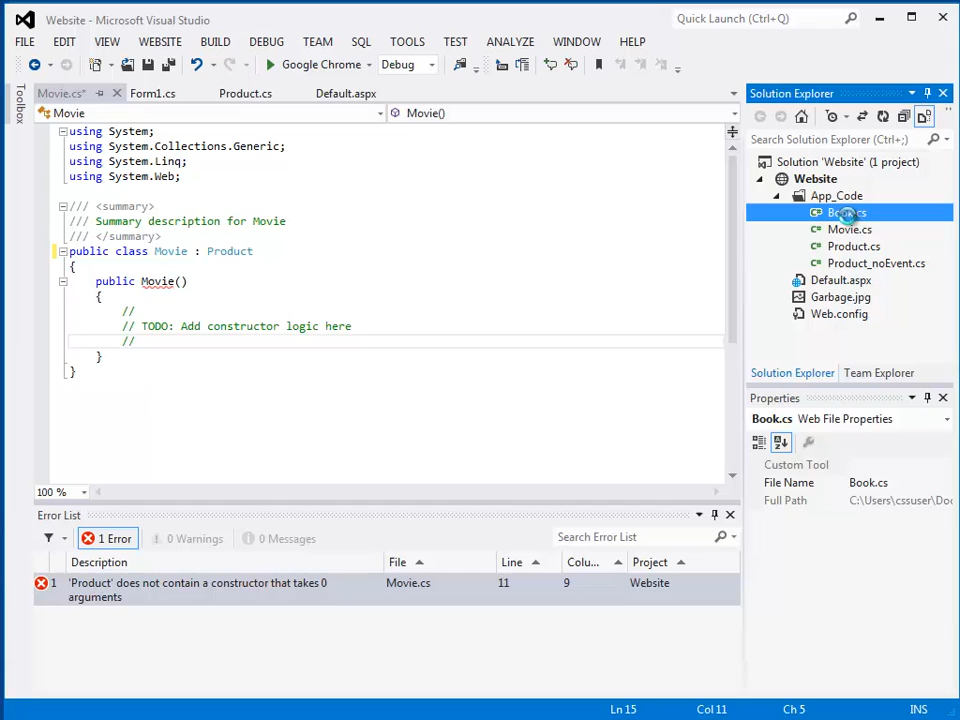 Website - Microsoft Visual Studio
Quick Launch (Ctrl+Q)
FILE EDIT VIEW WEBSITE BUILD DEBUG TEAM SQL TOOLS TEST ANALYZE WINDOW HELP
Google Chrome Debug
Toolbox
Movie.cs* Form1.cs Product.cs Default.aspx
Movie Movie()
using System;
using System.Collections.Generic;
using System.Linq;
using System.Web;
/// <summary>
/// Summary description for Movie
/// </summary>
public class Movie : Product
{
public Movie()
{
//
// TODO: Add constructor logic here
//
}
}
100 %
Error List
1 Error 0 Warnings 0 Messages Search Error List
Description File Line Colu... Project
1 'Product' does not contain a constructor that takes 0 Movie.cs 11 9 Website
arguments
Solution Explorer
Search Solution Explorer (Ctrl+;)
Solution 'Website' (1 project)
Website
App_Code
Book.cs
Movie.cs
Product.cs
Product_noEvent.cs
Default.aspx
Garbage.jpg
Web.config
Solution Explorer Team Explorer
Properties
Book.cs Web File Properties
Custom Tool
File Name Book.cs
Full Path C:\Users\cssuser\Doc
Ln 15 Col 11 Ch 5 INS